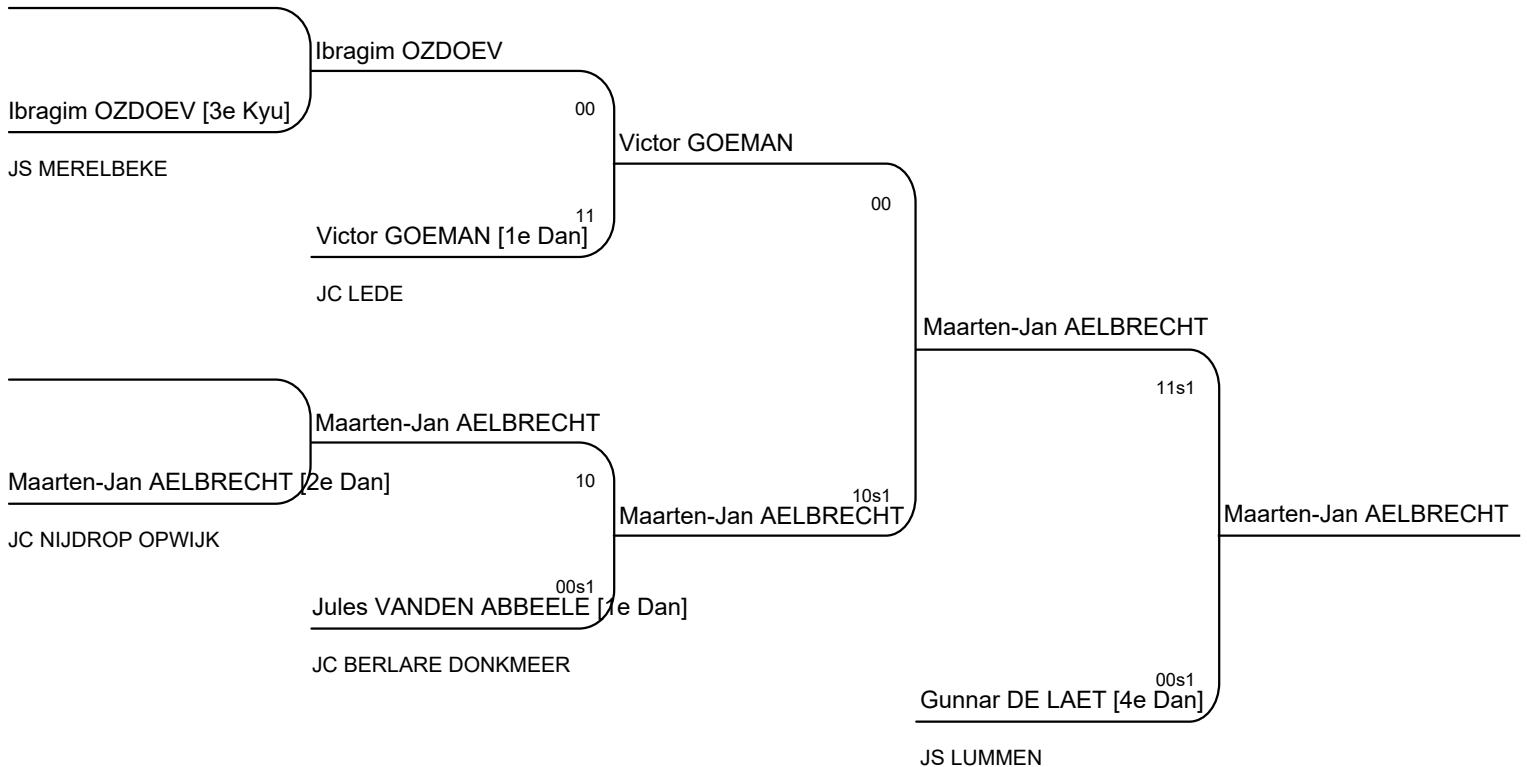 Ibragim OZDOEV
Ibragim OZDOEV [3e Kyu]
00
Victor GOEMAN
JS MERELBEKE
00
11
Victor GOEMAN [1e Dan]
JC LEDE
Maarten-Jan AELBRECHT
11s1
Maarten-Jan AELBRECHT
Maarten-Jan AELBRECHT [2e Dan]
10
10s1
Maarten-Jan AELBRECHT
Maarten-Jan AELBRECHT
JC NIJDROP OPWIJK
00s1
Jules VANDEN ABBEELE [1e Dan]
JC BERLARE DONKMEER
00s1
Gunnar DE LAET [4e Dan]
JS LUMMEN